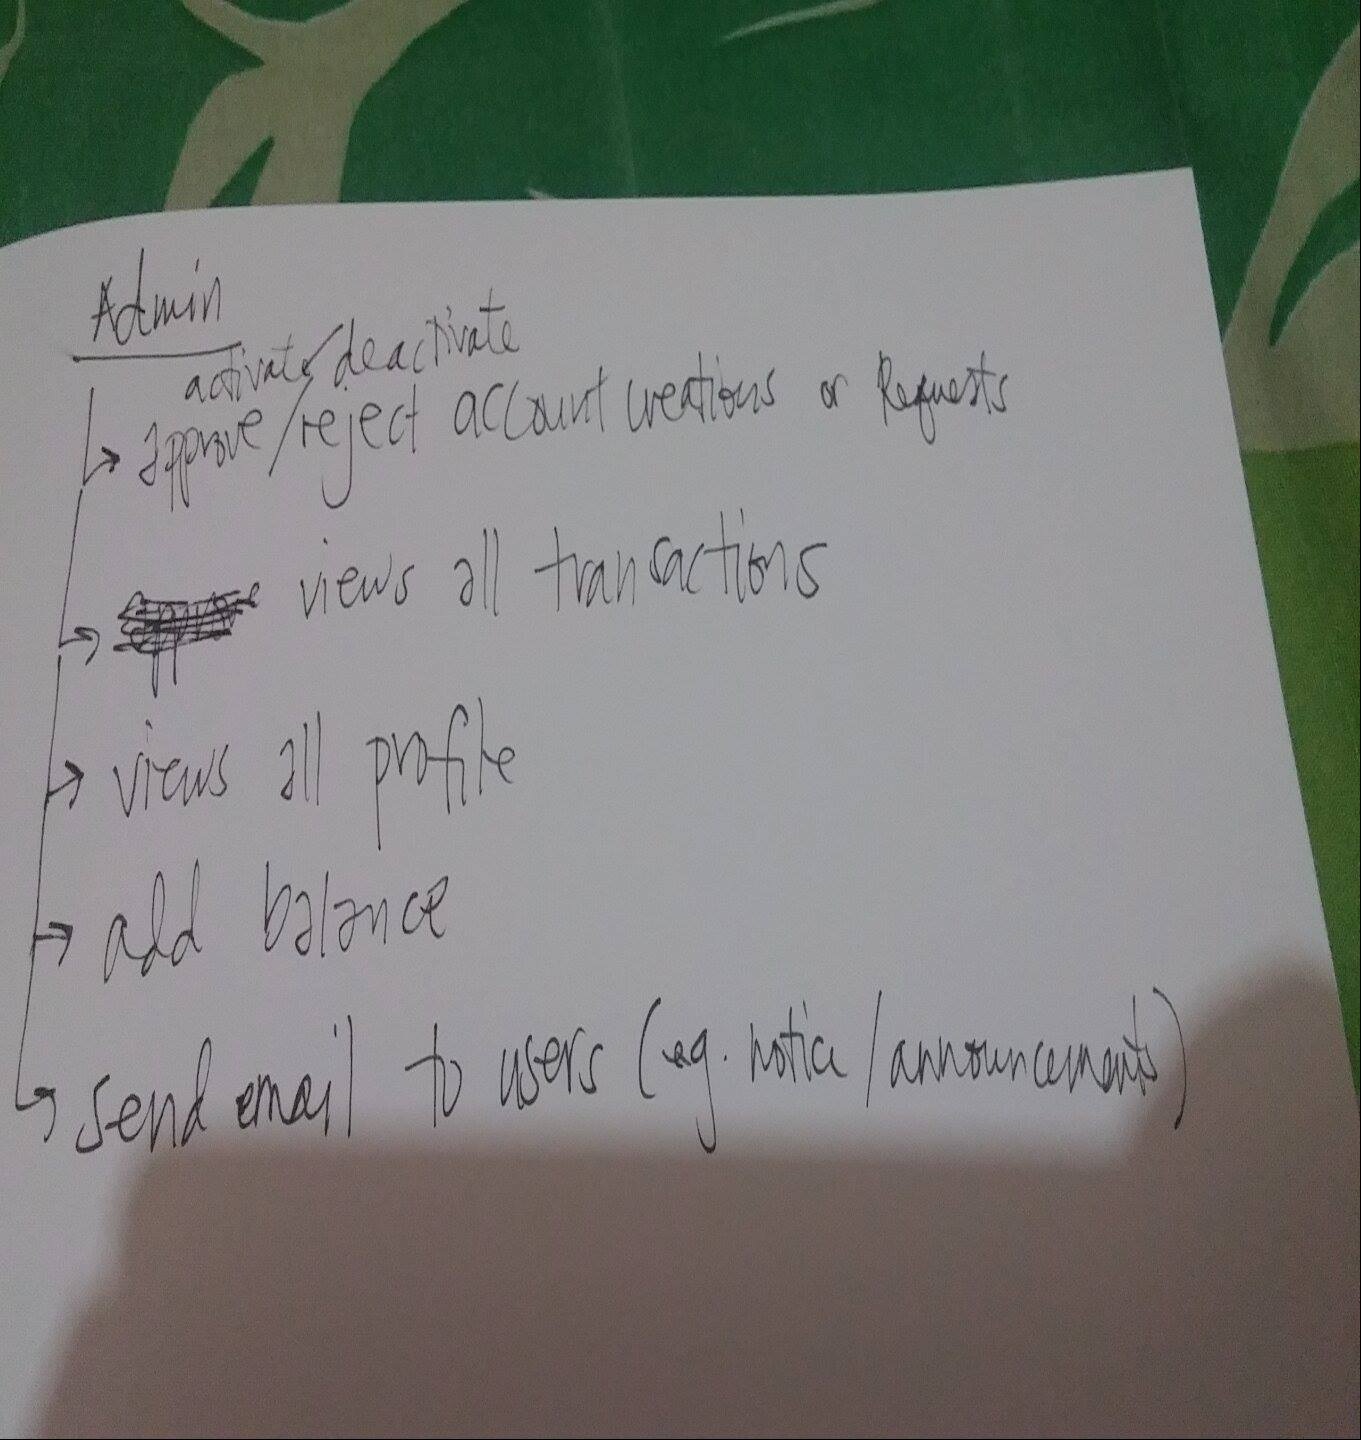 Admin
activate/deactivate
approve/reject account creations or Requests
views all transactions
views all profile
add balance
send email to users (eg. notice/announcements)